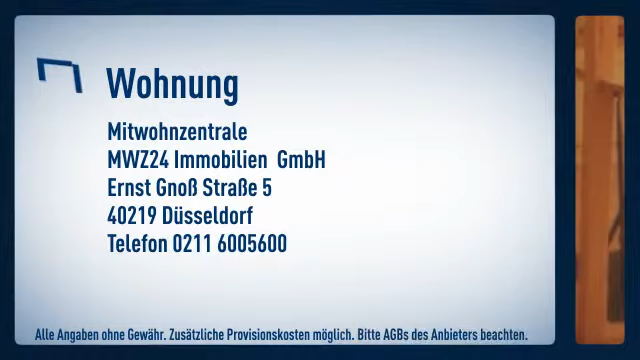 Wohnung
Mitwohnzentrale
MWZ24 Immobilien GmbH
Ernst Gnoß Straße 5
40219 Düsseldorf
Telefon 0211 6005600
Alle Angaben ohne Gewähr. Zusätzliche Provisionskosten möglich. Bitte AGBs des Anbieters beachten.